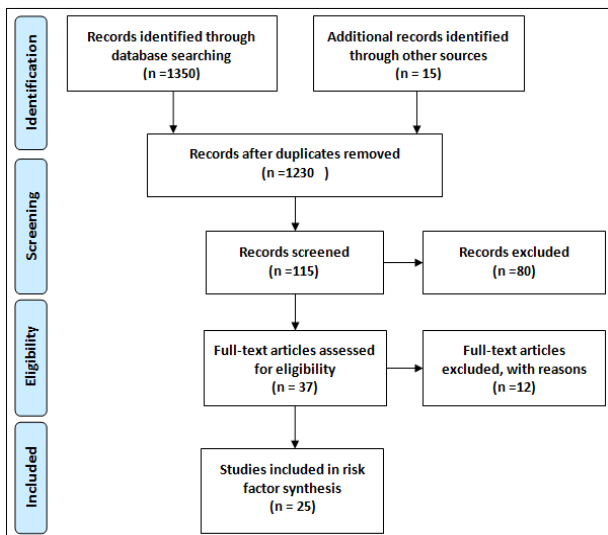 Identification
Records identified through
database searching
(n =1350)
Additional records identified
through other sources
(n = 15)
Records after duplicates removed
(n =1230 )
Screening
Records screened
(n =115)
Records excluded
(n =80)
Eligibility
Full-text articles assessed
for eligibility
(n = 37)
Full-text articles
excluded, with reasons
(n =12)
Included
Studies included in risk
factor synthesis
(n = 25)